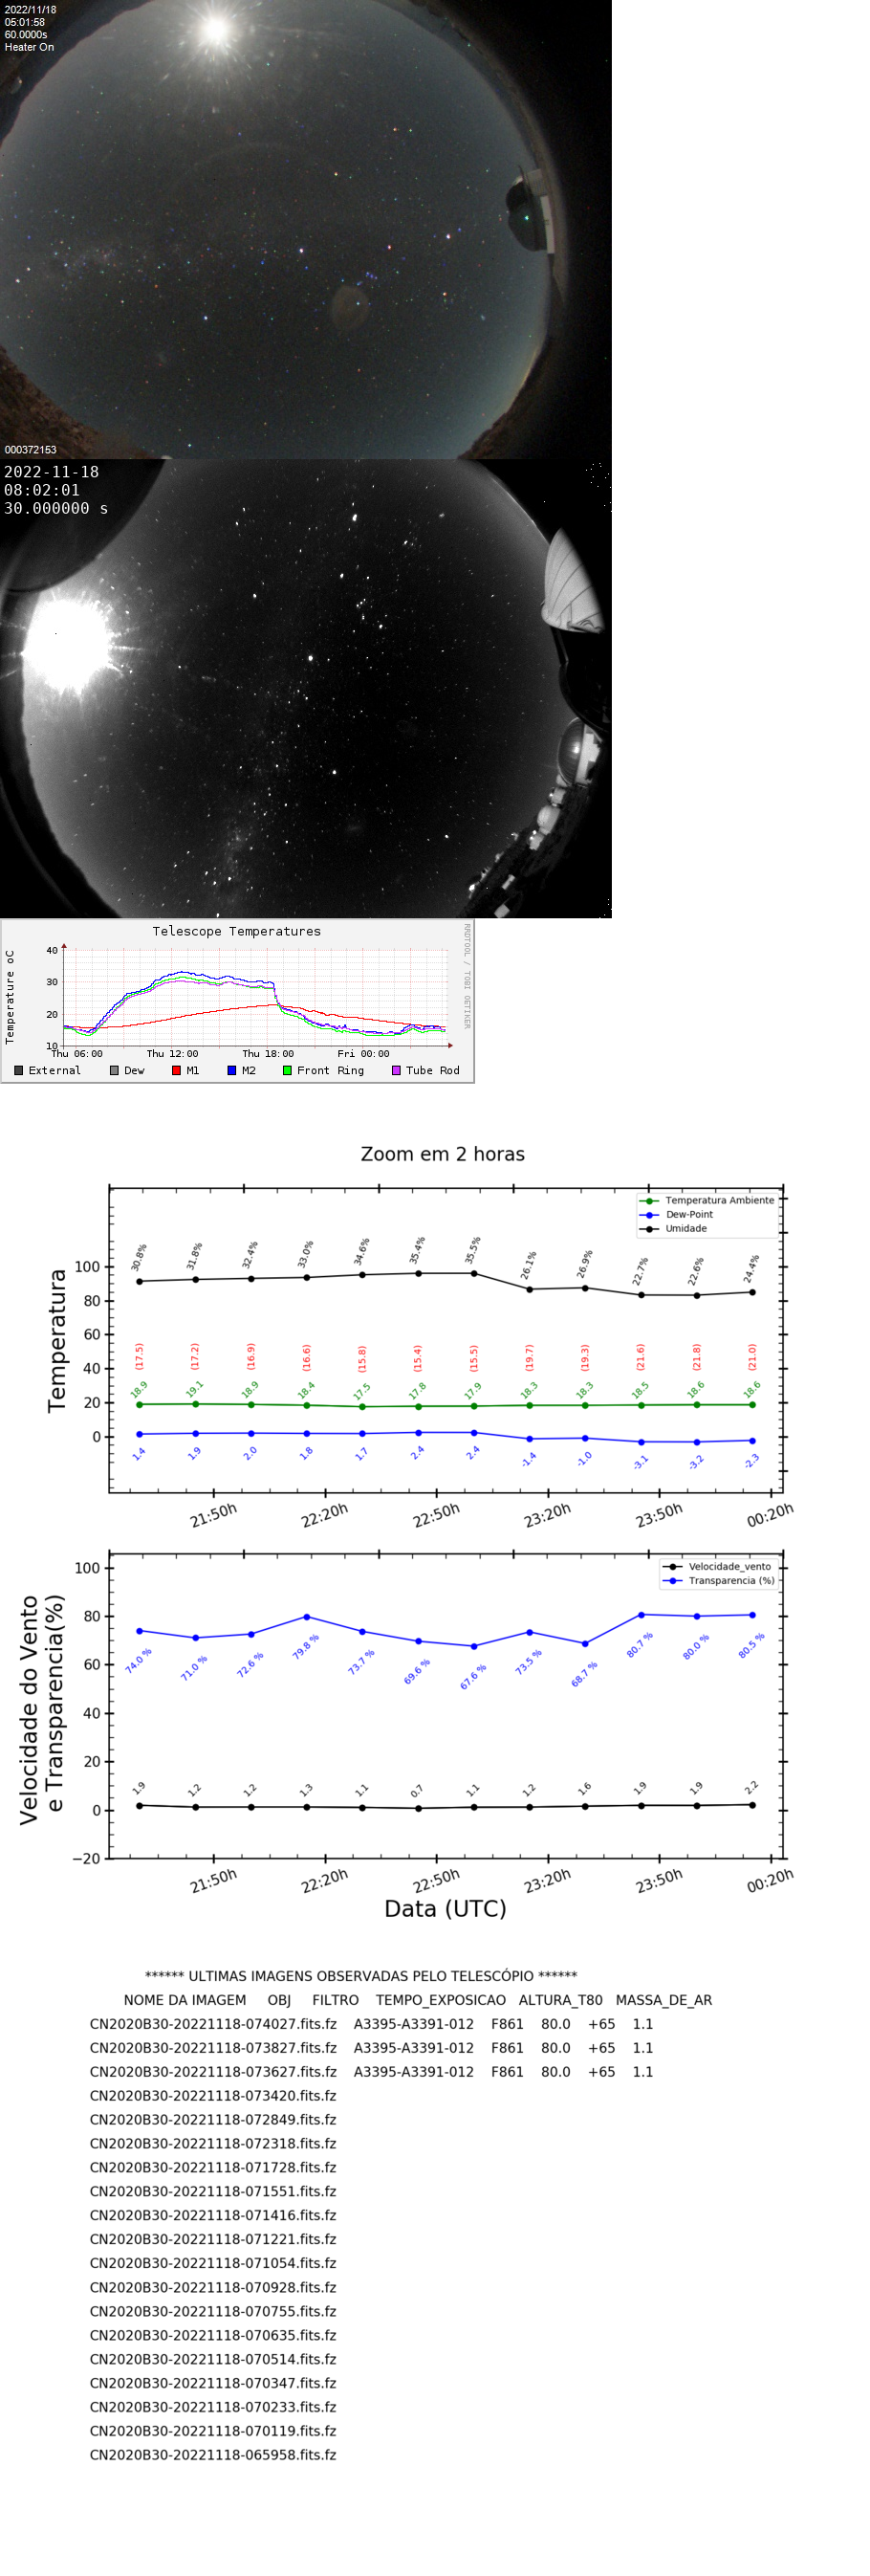 2022/11/18
05:01:58
60.0000s
Heater On
000372153
2022-11-18
08:02:01
30.000000 s
Telescope Temperatures
RRDTOOL / TOBI OETIKER
Temperature oC
40
30
20
10
Thu 06:00 Thu 12:00 Thu 18:00 Fri 00:00
External Dew M1 M2 Front Ring Tube Rod
Zoom em 2 horas
Temperatura Ambiente
Dew-Point
Umidade
Temperatura
100
80
60
40
20
0
30.8% 31.8% 32.4% 33.0% 34.6% 35.4% 35.5% 26.1% 26.9% 22.7% 22.6% 24.4%
(17.5) (17.2) (16.9) (16.6) (15.8) (15.4) (15.5) (19.7) (19.3) (21.6) (21.8) (21.0)
18.9 19.1 18.9 18.4 17.5 17.8 17.9 18.3 18.3 18.5 18.6 18.6
1.4 1.9 2.0 1.8 1.7 2.4 2.4 -1.4 -1.0 -3.1 -3.2 -2.3
21:50h 22:20h 22:50h 23:20h 23:50h 00:20h
Velocidade_vento
Transparencia (%)
Velocidade do Vento
e Transparencia(%)
100
80
60
40
20
0
−20
74.0 % 71.0 % 72.6 % 79.8 % 73.7 % 69.6 % 67.6 % 73.5 % 68.7 % 80.7 % 80.0 % 80.5 %
1.9 1.2 1.2 1.3 1.1 0.7 1.1 1.2 1.6 1.9 1.9 2.2
21:50h 22:20h 22:50h 23:20h 23:50h 00:20h
Data (UTC)
****** ULTIMAS IMAGENS OBSERVADAS PELO TELESCÓPIO ******
NOME DA IMAGEM OBJ FILTRO TEMPO_EXPOSICAO ALTURA_T80 MASSA_DE_AR
CN2020B30-20221118-074027.fits.fz A3395-A3391-012 F861 80.0 +65 1.1
CN2020B30-20221118-073827.fits.fz A3395-A3391-012 F861 80.0 +65 1.1
CN2020B30-20221118-073627.fits.fz A3395-A3391-012 F861 80.0 +65 1.1
CN2020B30-20221118-073420.fits.fz
CN2020B30-20221118-072849.fits.fz
CN2020B30-20221118-072318.fits.fz
CN2020B30-20221118-071728.fits.fz
CN2020B30-20221118-071551.fits.fz
CN2020B30-20221118-071416.fits.fz
CN2020B30-20221118-071221.fits.fz
CN2020B30-20221118-071054.fits.fz
CN2020B30-20221118-070928.fits.fz
CN2020B30-20221118-070755.fits.fz
CN2020B30-20221118-070635.fits.fz
CN2020B30-20221118-070514.fits.fz
CN2020B30-20221118-070347.fits.fz
CN2020B30-20221118-070233.fits.fz
CN2020B30-20221118-070119.fits.fz
CN2020B30-20221118-065958.fits.fz